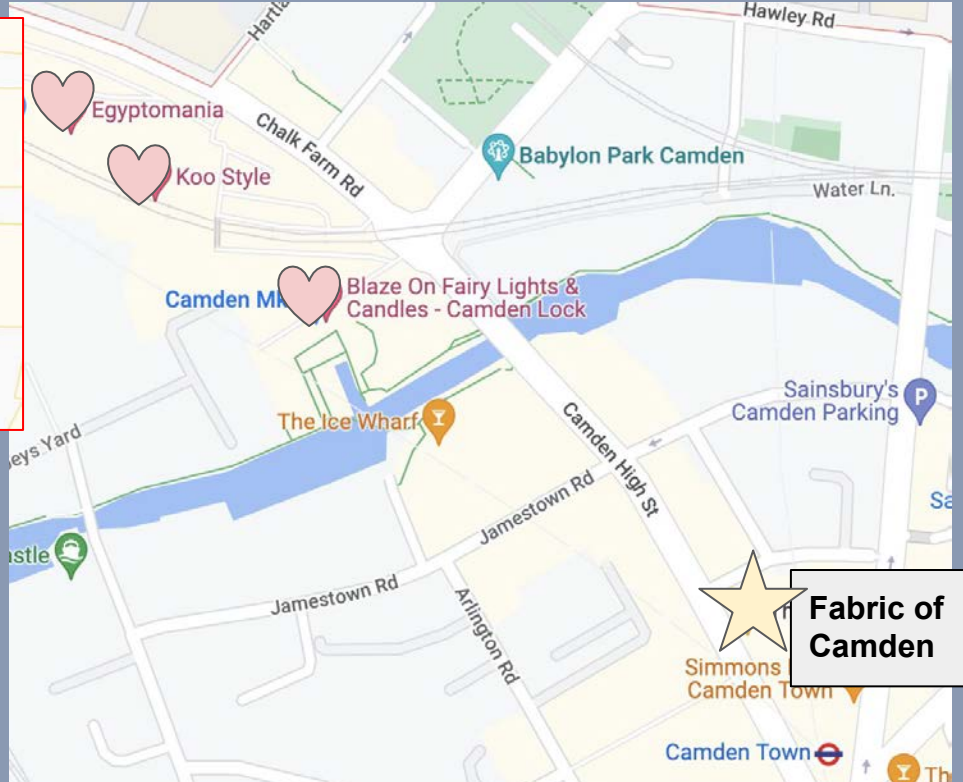 Hawley Rd
Egyptomania
Chalk Farm Rd
Babylon Park Camden
Koo Style
Water Ln.
Blaze On Fairy Lights &
Candles - Camden Lock
Camden
The Ice Wharf
Sainsbury's
Camden Parking
P
Camden High St
Jamestown Rd
Jamestown Rd
Arlington Rd
Fabric of
Camden
Simmons
Camden Town
Camden Town